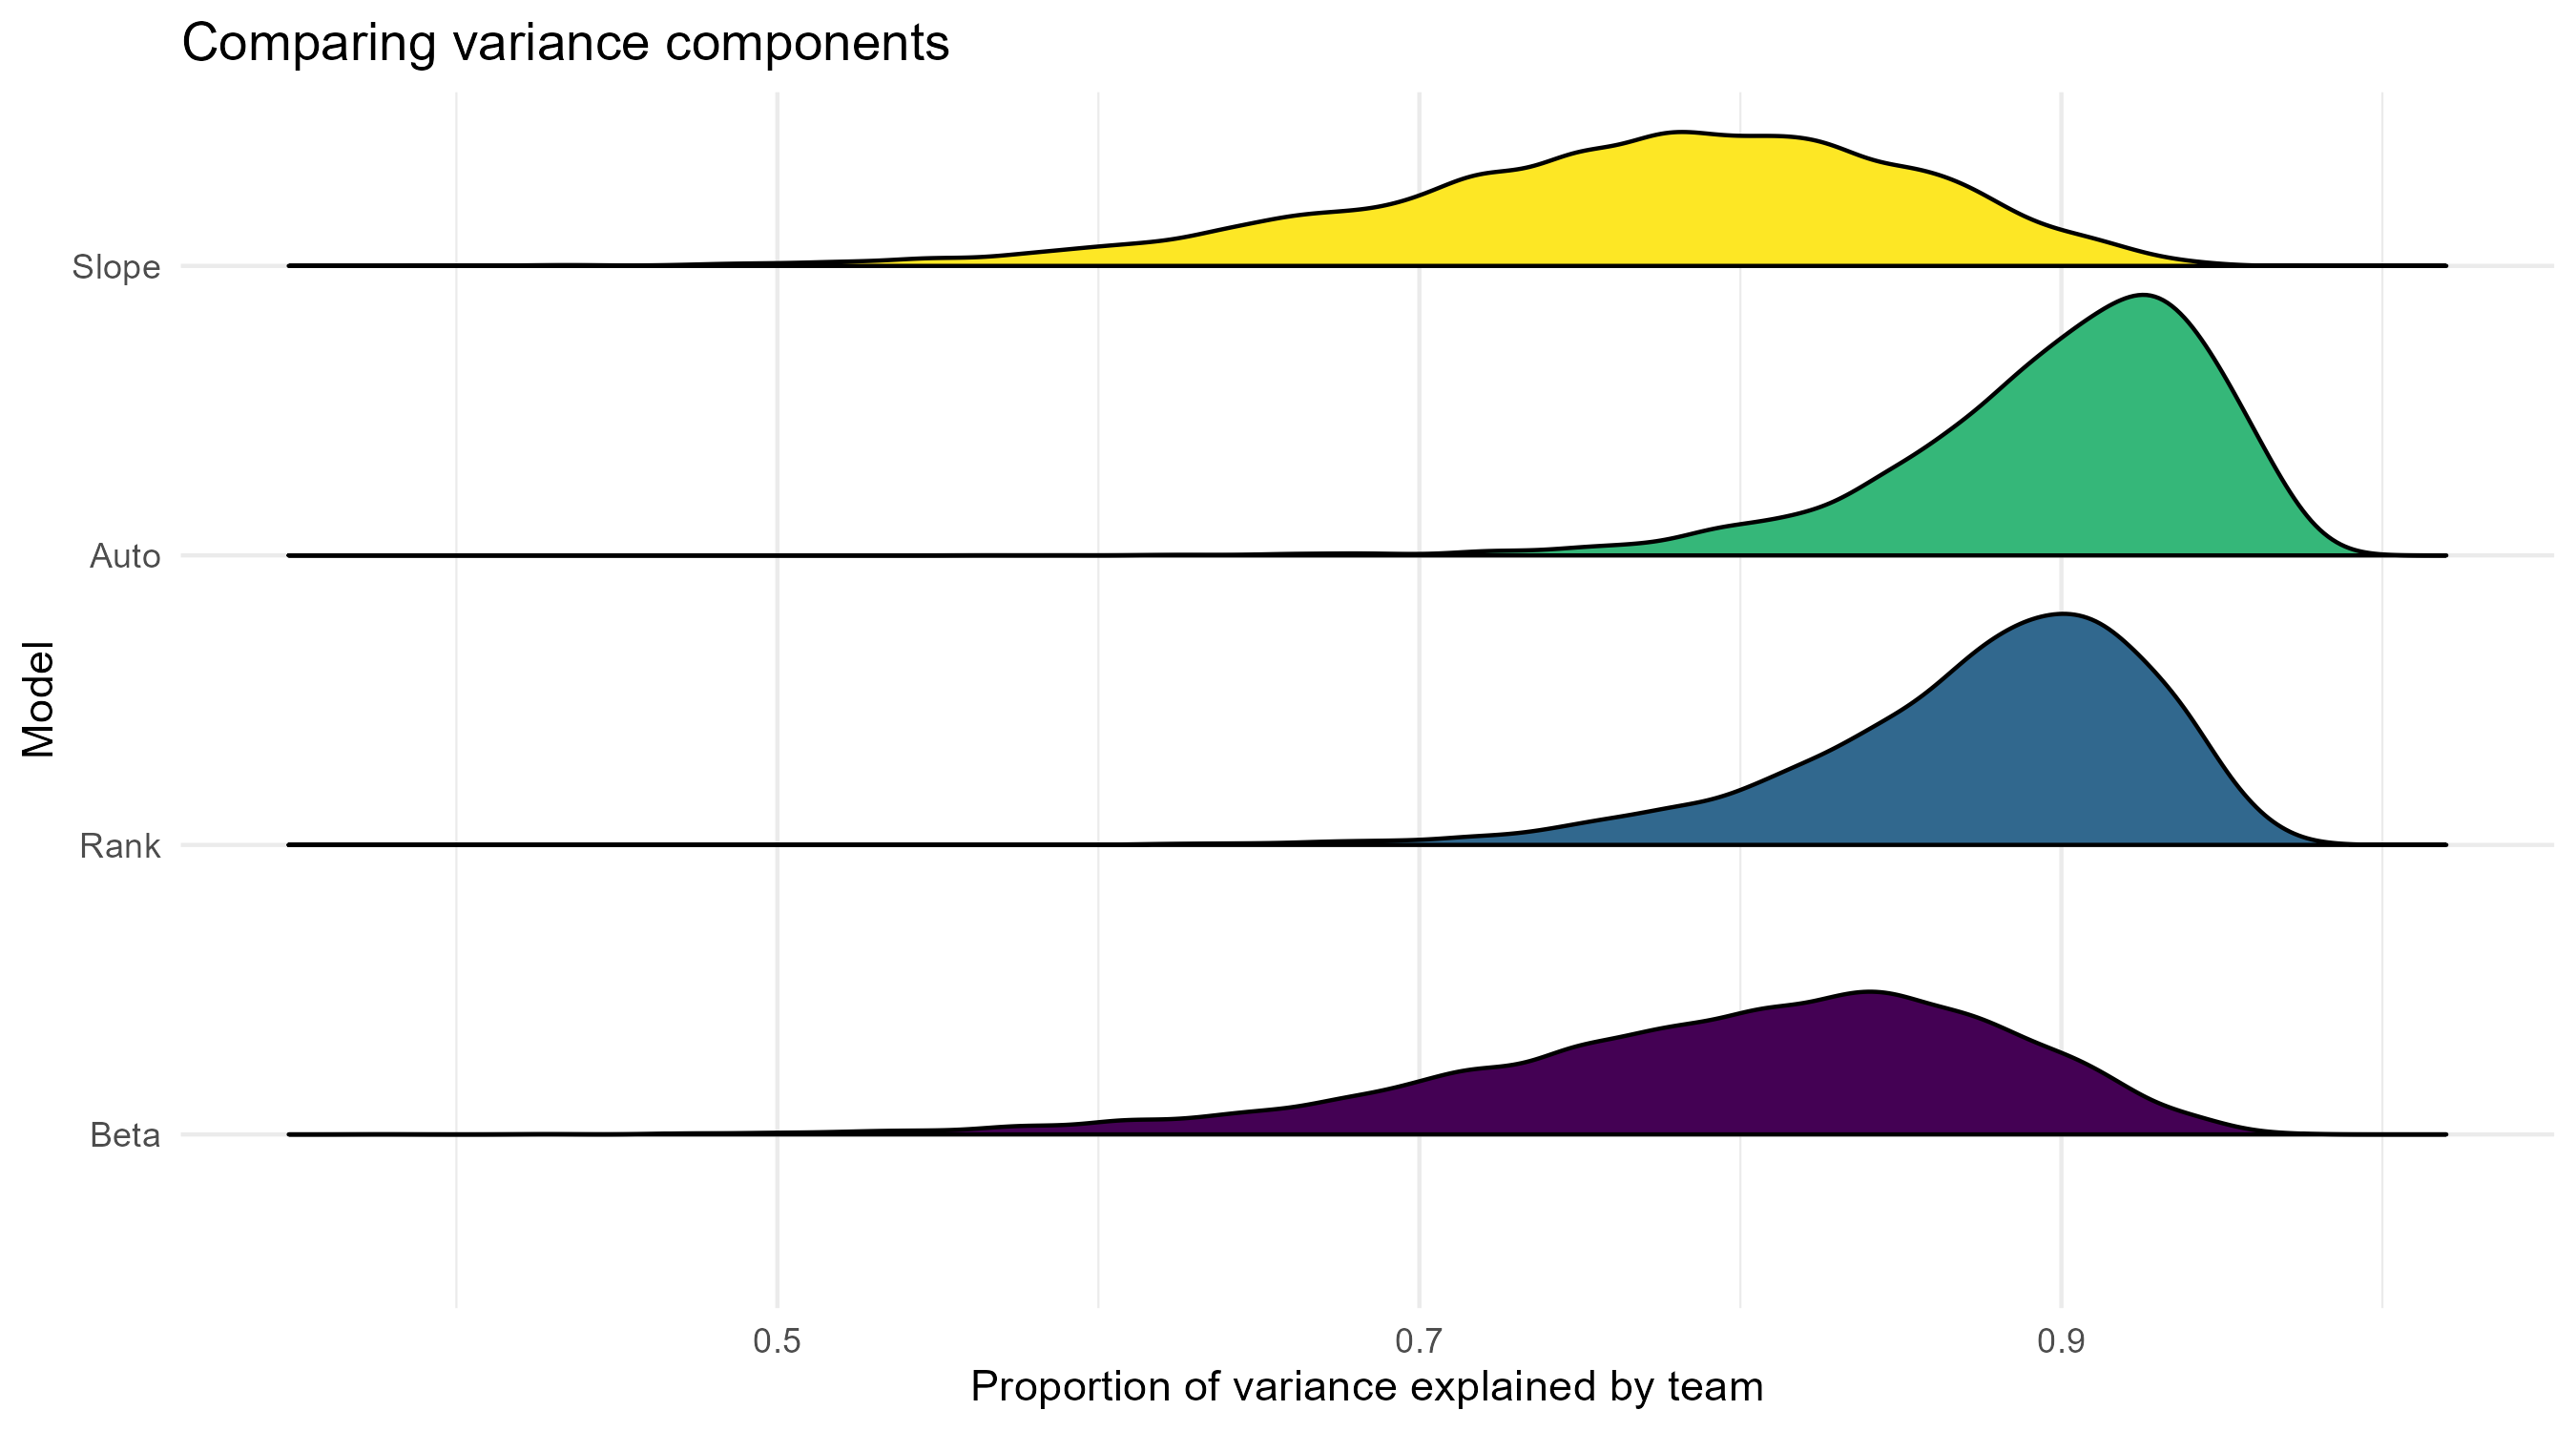 Comparing variance components
Slope
Auto
Rank
Beta
Model
0.5
0.7
0.9
Proportion of variance explained by team